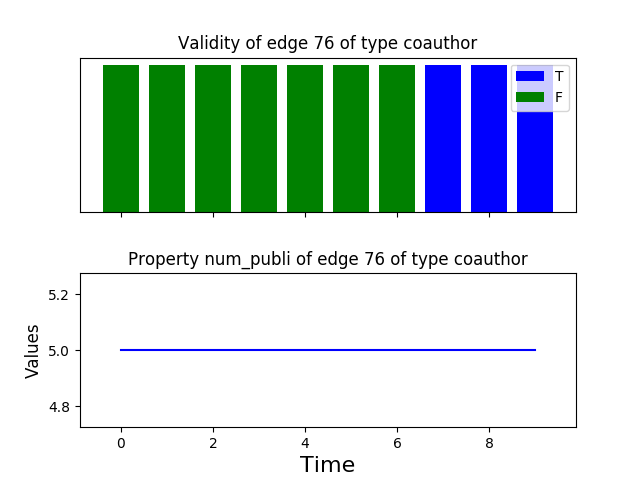 Validity of edge 76 of type coauthor
T
F
Property num_publi of edge 76 of type coauthor
5.2
5.0
4.8
Values
0 2 4 6 8
Time